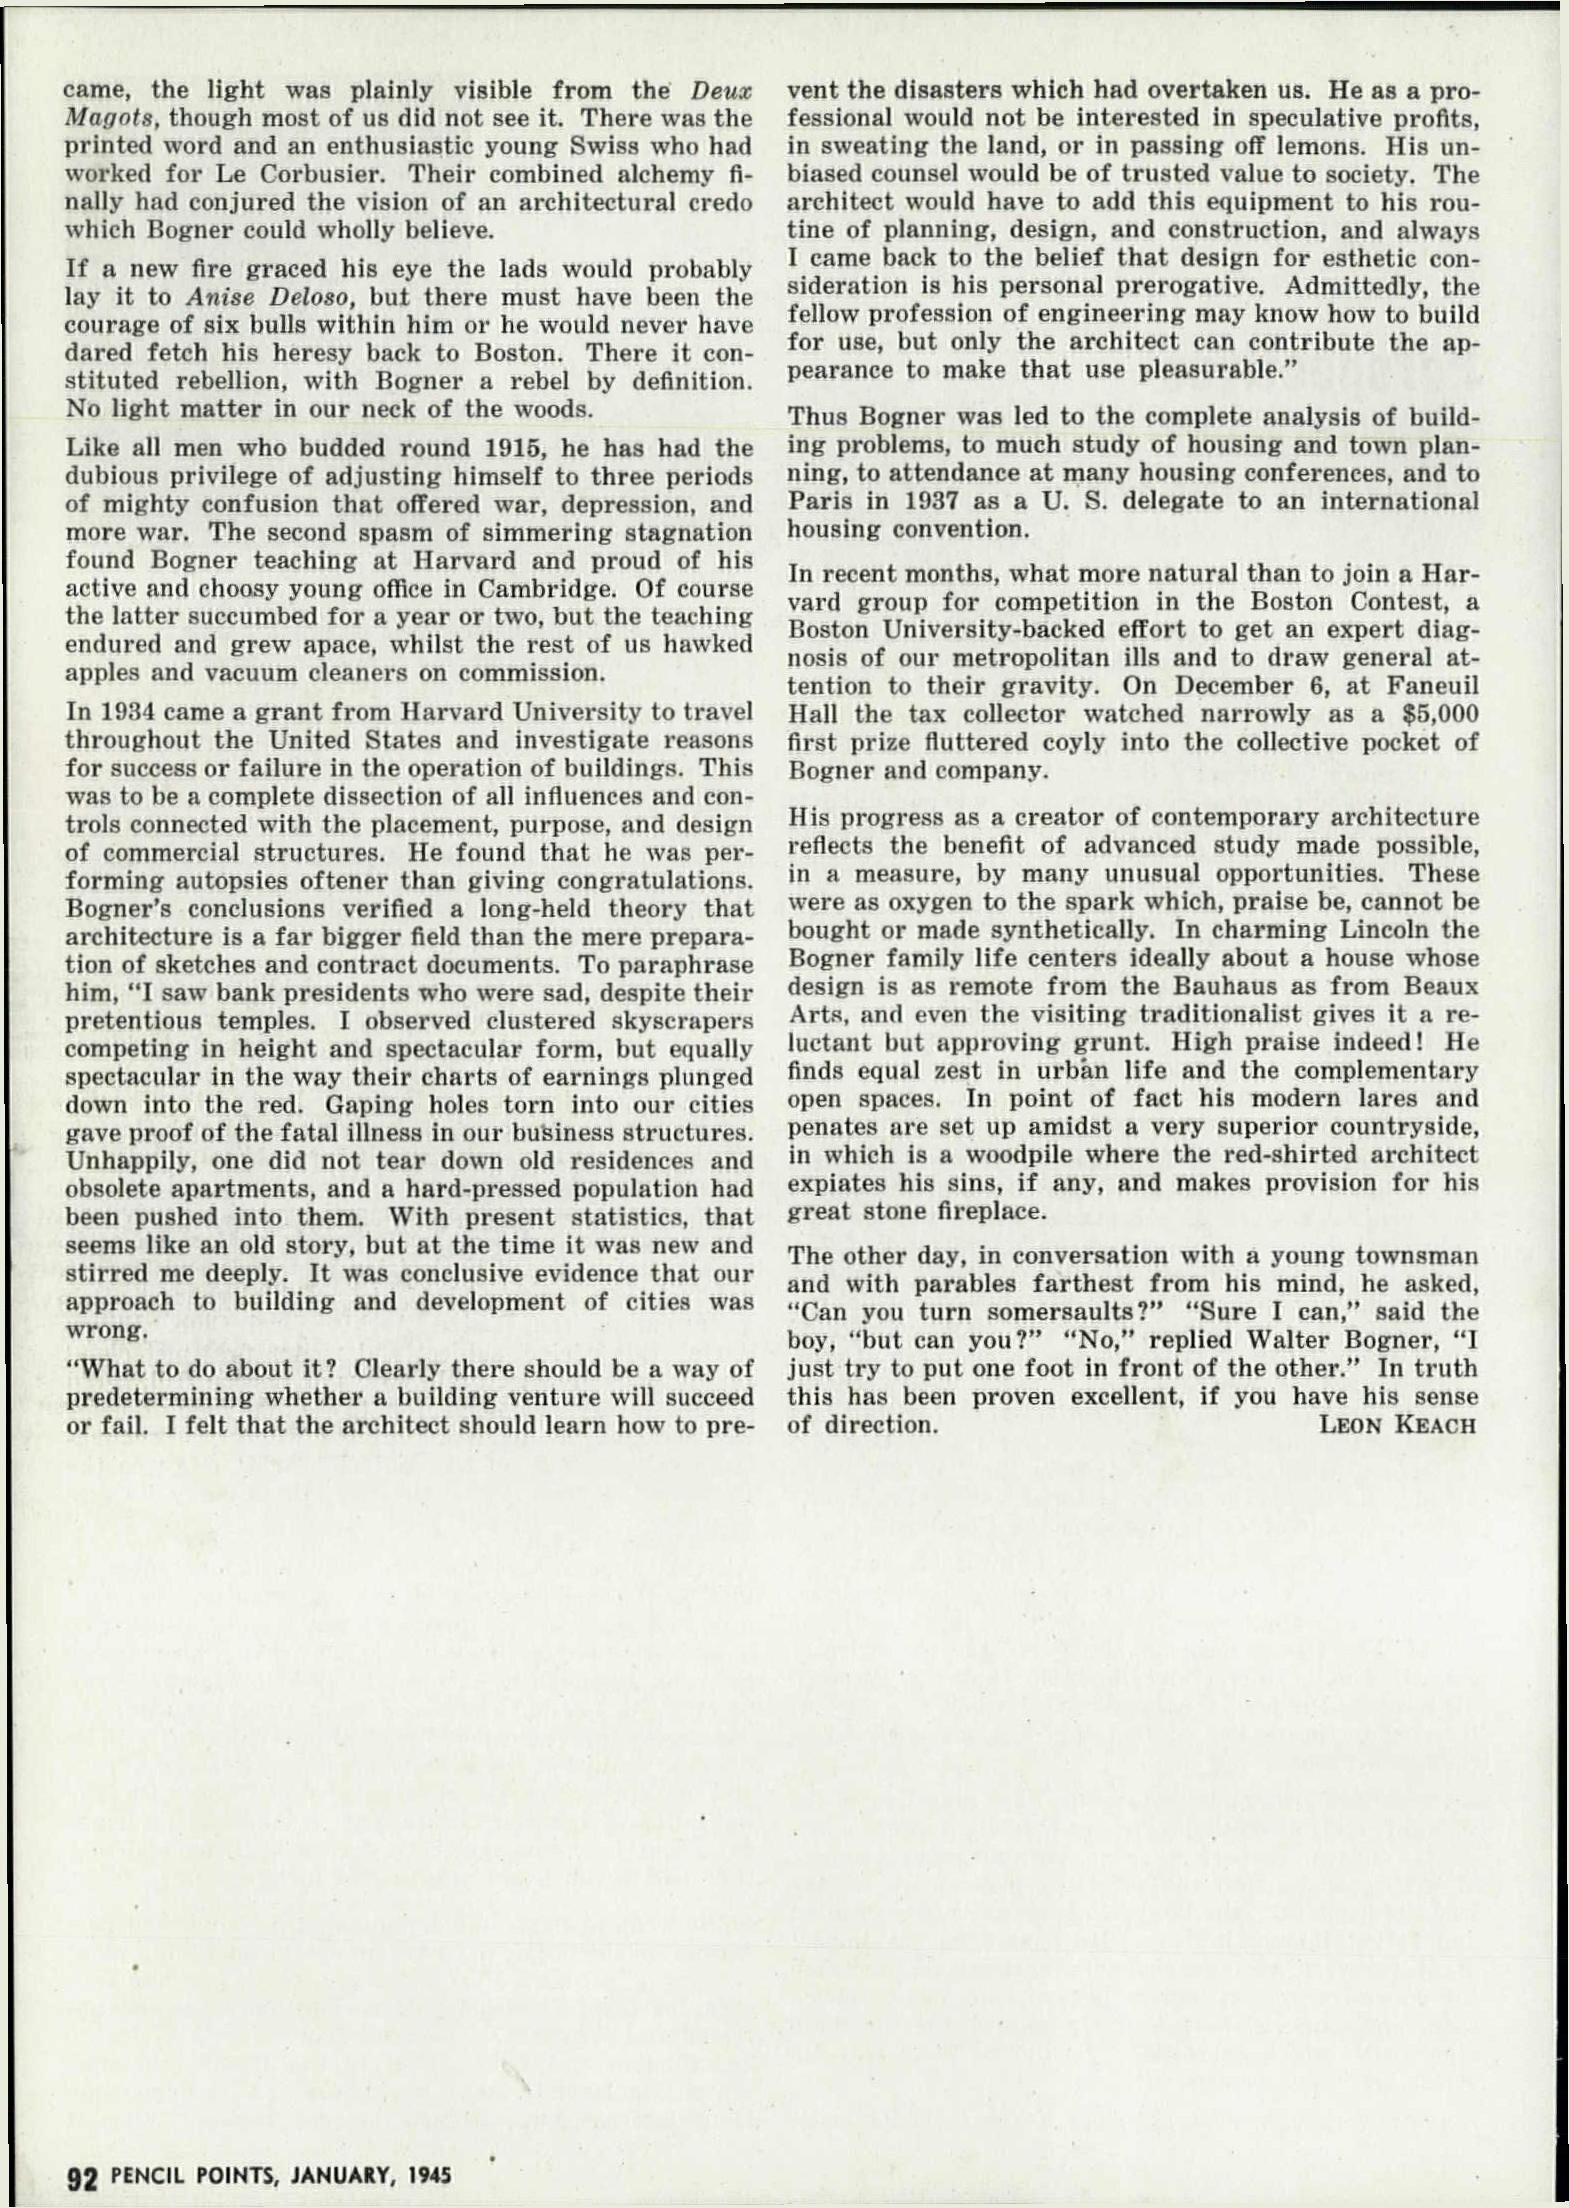 came, the light was plainly visible from the Deux
Magots, though most of us did not see it. There was the
printed word and an enthusiastic young Swiss who had
worked for Le Corbusier. Their combined alchemy fi-
nally had conjured the vision of an architectural credo
which Bogner could wholly believe.
If a new fire graced his eye the lads would probably
lay it to Anise Deloso, but there must have been the
courage of six bulls within him or he would never have
dared fetch his heresy back to Boston. There it con-
stituted rebellion, with Bogner a rebel by definition.
No light matter in our neck of the woods.
Like all men who budded round 1915, he has had the
dubious privilege of adjusting himself to three periods
of mighty confusion that offered war, depression, and
more war. The second spasm of simmering stagnation
found Bogner teaching at Harvard and proud of his
active and choosy young office in Cambridge. Of course
the latter succumbed for a year or two, but the teaching
endured and grew apace, whilst the rest of us hawked
apples and vacuum cleaners on commission.
In 1934 came a grant from Harvard University to travel
throughout the United States and investigate reasons
for success or failure in the operation of buildings. This
was to be a complete dissection of all influences and con-
trols connected with the placement, purpose, and design
of commercial structures. He found that he was per-
forming autopsies oftener than giving congratulations.
Bogner's conclusions verified a long-held theory that
architecture is a far bigger field than the mere prepara-
tion of sketches and contract documents. To paraphrase
him, "I saw bank presidents who were sad, despite their
pretentious temples. I observed clustered skyscrapers
competing in height and spectacular form, but equally
spectacular in the way their charts of earnings plunged
down into the red. Gaping holes torn into our cities
gave proof of the fatal illness in our business structures.
Unhappily, one did not tear down old residences and
obsolete apartments, and a hard-pressed population had
been pushed into them. With present statistics, that
seems like an old story, but at the time it was new and
stirred me deeply. It was conclusive evidence that our
approach to building and development of cities was
wrong.
"What to do about it? Clearly there should be a way of
predetermining whether a building venture will succeed
or fail. I felt that the architect should learn how to pre-
vent the disasters which had overtaken us. He as a pro-
fessional would not be interested in speculative profits,
in sweating the land, or in passing off lemons. His un-
biased counsel would be of trusted value to society. The
architect would have to add this equipment to his rou-
tine of planning, design, and construction, and always
I came back to the belief that design for esthetic con-
sideration is his personal prerogative. Admittedly, the
fellow profession of engineering may know how to build
for use, but only the architect can contribute the ap-
pearance to make that use pleasurable."
Thus Bogner was led to the complete analysis of build-
ing problems, to much study of housing and town plan-
ning, to attendance at many housing conferences, and to
Paris in 1937 as a U. S. delegate to an international
housing convention.
In recent months, what more natural than to join a Har-
vard group for competition in the Boston Contest, a
Boston University-backed effort to get an expert diag-
nosis of our metropolitan ills and to draw general at-
tention to their gravity. On December 6, at Faneuil
Hall the tax collector watched narrowly as a $5,000
first prize fluttered coyly into the collective pocket of
Bogner and company.
His progress as a creator of contemporary architecture
reflects the benefit of advanced study made possible,
in a measure, by many unusual opportunities. These
were as oxygen to the spark which, praise be, cannot be
bought or made synthetically. In charming Lincoln the
Bogner family life centers ideally about a house whose
design is as remote from the Bauhaus as from Beaux
Arts, and even the visiting traditionalist gives it a re-
luctant but approving grunt. High praise indeed! He
finds equal zest in urban life and the complementary
open spaces. In point of fact his modern lares and
penates are set up amidst a very superior countryside,
in which is a woodpile where the red-shirted architect
expiates his sins, if any, and makes provision for his
great stone fireplace.
The other day, in conversation with a young townsman
and with parables farthest from his mind, he asked,
"Can you turn somersaults?" "Sure I can," said the
boy, "but can you?" "No," replied Walter Bogner, "I
just try to put one foot in front of the other." In truth
this has been proven excellent, if you have his sense
of direction. LEON KEACH
92 PENCIL POINTS, JANUARY, 1945